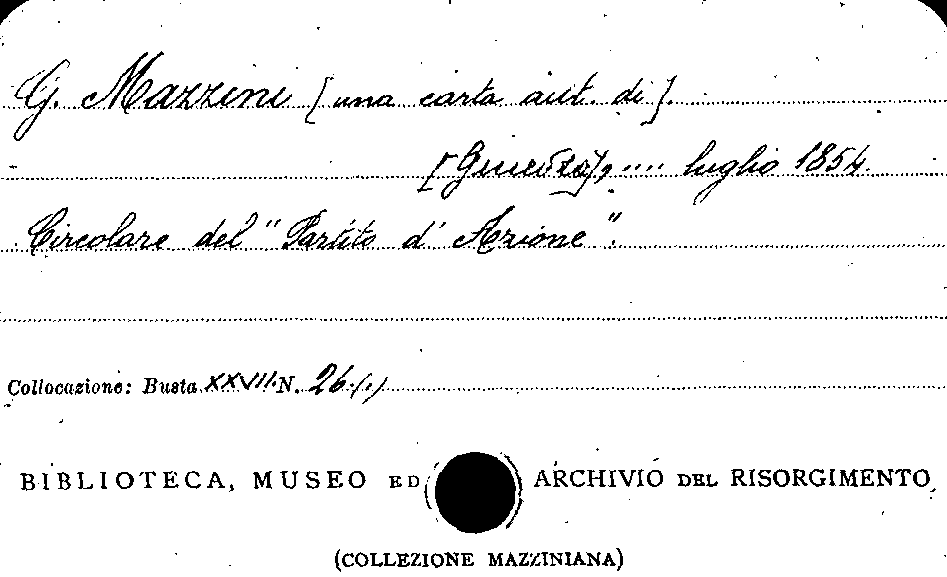 G. Mazzini [una carta aut. di].
[Ginevra], .... luglio 1854.
Circolare del "Partito d' Azione".
Collocazione: Busta XXVII. N. 26.(1)
BIBLIOTECA, MUSEO ED ARCHIVIO DEL RISORGIMENTO
(COLLEZIONE MAZZINIANA)